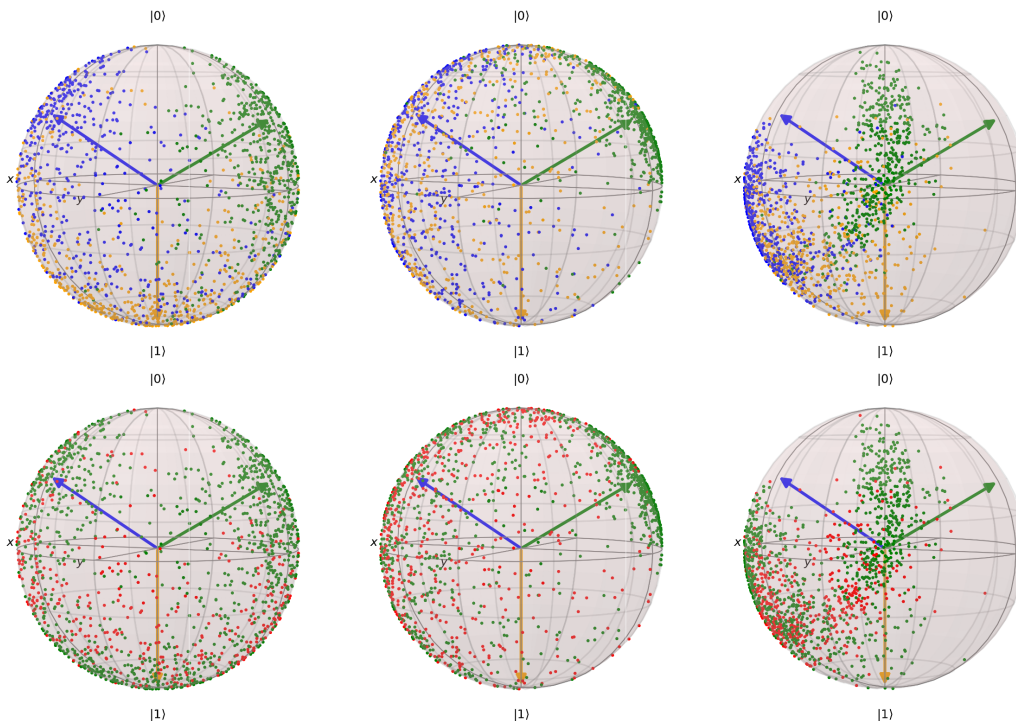 |0⟩ |0⟩ |0⟩
x y x y x y
|1⟩ |1⟩ |1⟩
|0⟩ |0⟩ |0⟩
x y x y x y
|1⟩ |1⟩ |1⟩